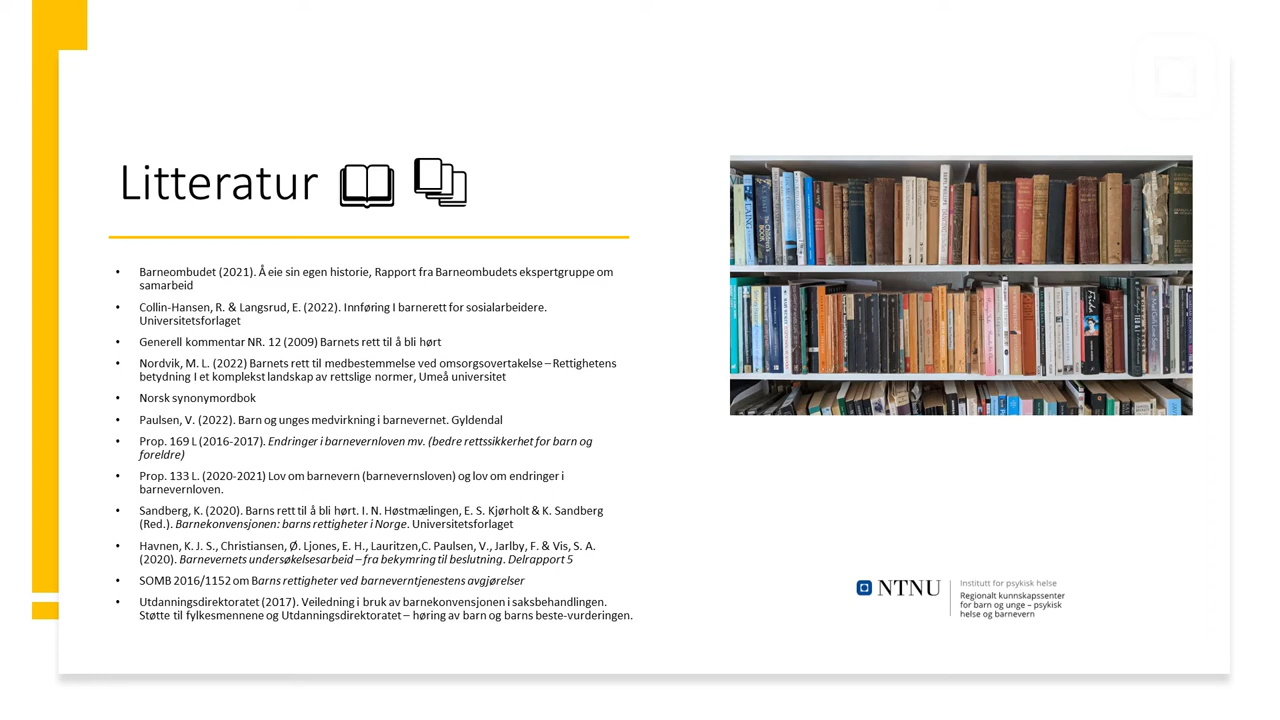 Litteratur
• Barneombudet (2021). Å eie sin egen historie, Rapport fra Barneombudets ekspertgruppe om
samarbeid
• Collin-Hansen, R. & Langsrud, E. (2022). Innføring I barnerett for sosialarbeidere.
Universitetsforlaget
• Generell kommentar NR. 12 (2009) Barnets rett til å bli hørt
• Nordvik, M. L. (2022) Barnets rett til medbestemmelse ved omsorgsovertakelse – Rettighetens
betydning I et komplekst landskap av rettslige normer, Umeå universitet
• Norsk synonymordbok
• Paulsen, V. (2022). Barn og unges medvirkning i barnevernet. Gyldendal
• Prop. 169 L (2016-2017). Endringer i barnevernloven mv. (bedre rettssikkerhet for barn og
foreldre)
• Prop. 133 L. (2020-2021) Lov om barnevern (barnevernsloven) og lov om endringer i
barnevernloven.
• Sandberg, K. (2020). Barns rett til å bli hørt. I. N. Høstmælingen, E. S. Kjørholt & K. Sandberg
(Red.). Barnekonvensjonen: barns rettigheter i Norge. Universitetsforlaget
• Havnen, K. J. S., Christiansen, Ø. Ljones, E. H., Lauritzen,C. Paulsen, V., Jarlby, F. & Vis, S. A.
(2020). Barnevernets undersøkelsesarbeid – fra bekymring til beslutning. Delrapport 5
• SOMB 2016/1152 om Barns rettigheter ved barneverntjenestens avgjørelser
• Utdanningsdirektoratet (2017). Veiledning i bruk av barnekonvensjonen i saksbehandlingen.
Støtte til fylkesmennene og Utdanningsdirektoratet – høring av barn og barns beste-vurderingen.
LAING
NTNU
Institutt for psykisk helse
Regionalt kunnskapssenter
for barn og unge – psykisk
helse og barnevern